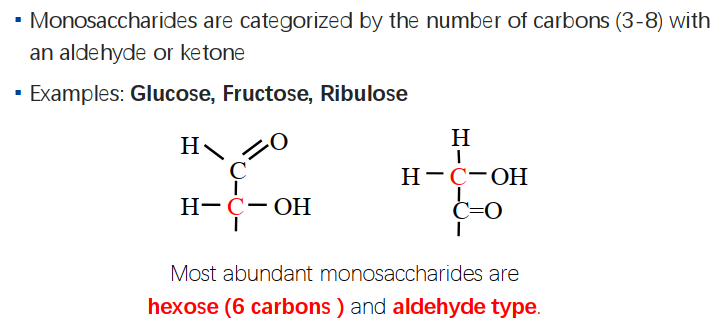 ▪ Monosaccharides are categorized by the number of carbons (3-8) with
an aldehyde or ketone
▪ Examples: Glucose, Fructose, Ribulose
H O
C
H—C—OH
H
H—C—OH
C=O
Most abundant monosaccharides are
hexose (6 carbons ) and aldehyde type.